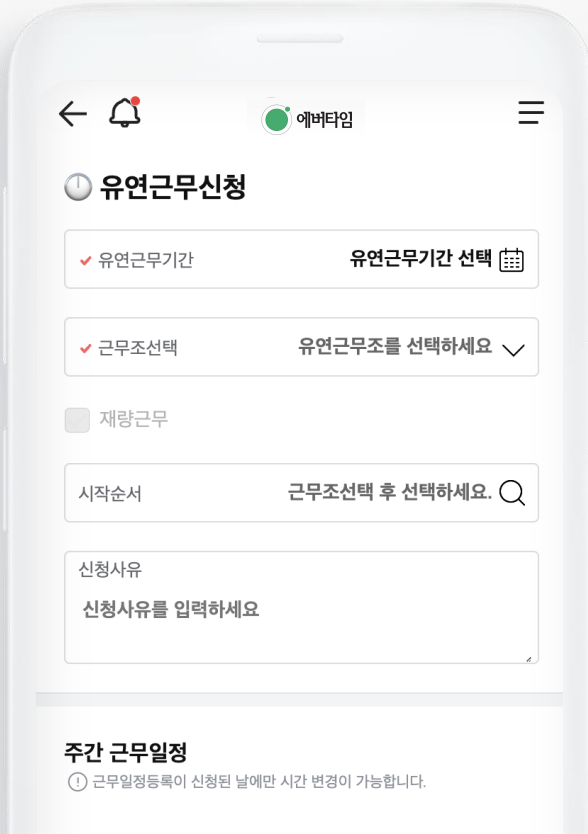 에버타임
유연근무신청
유연근무기간 유연근무기간 선택
근무조선택 유연근무조를 선택하세요
재량근무
시작순서 근무조선택 후 선택하세요.
신청사유
신청사유를 입력하세요
주간 근무일정
근무일정등록이 신청된 날에만 시간 변경이 가능합니다.